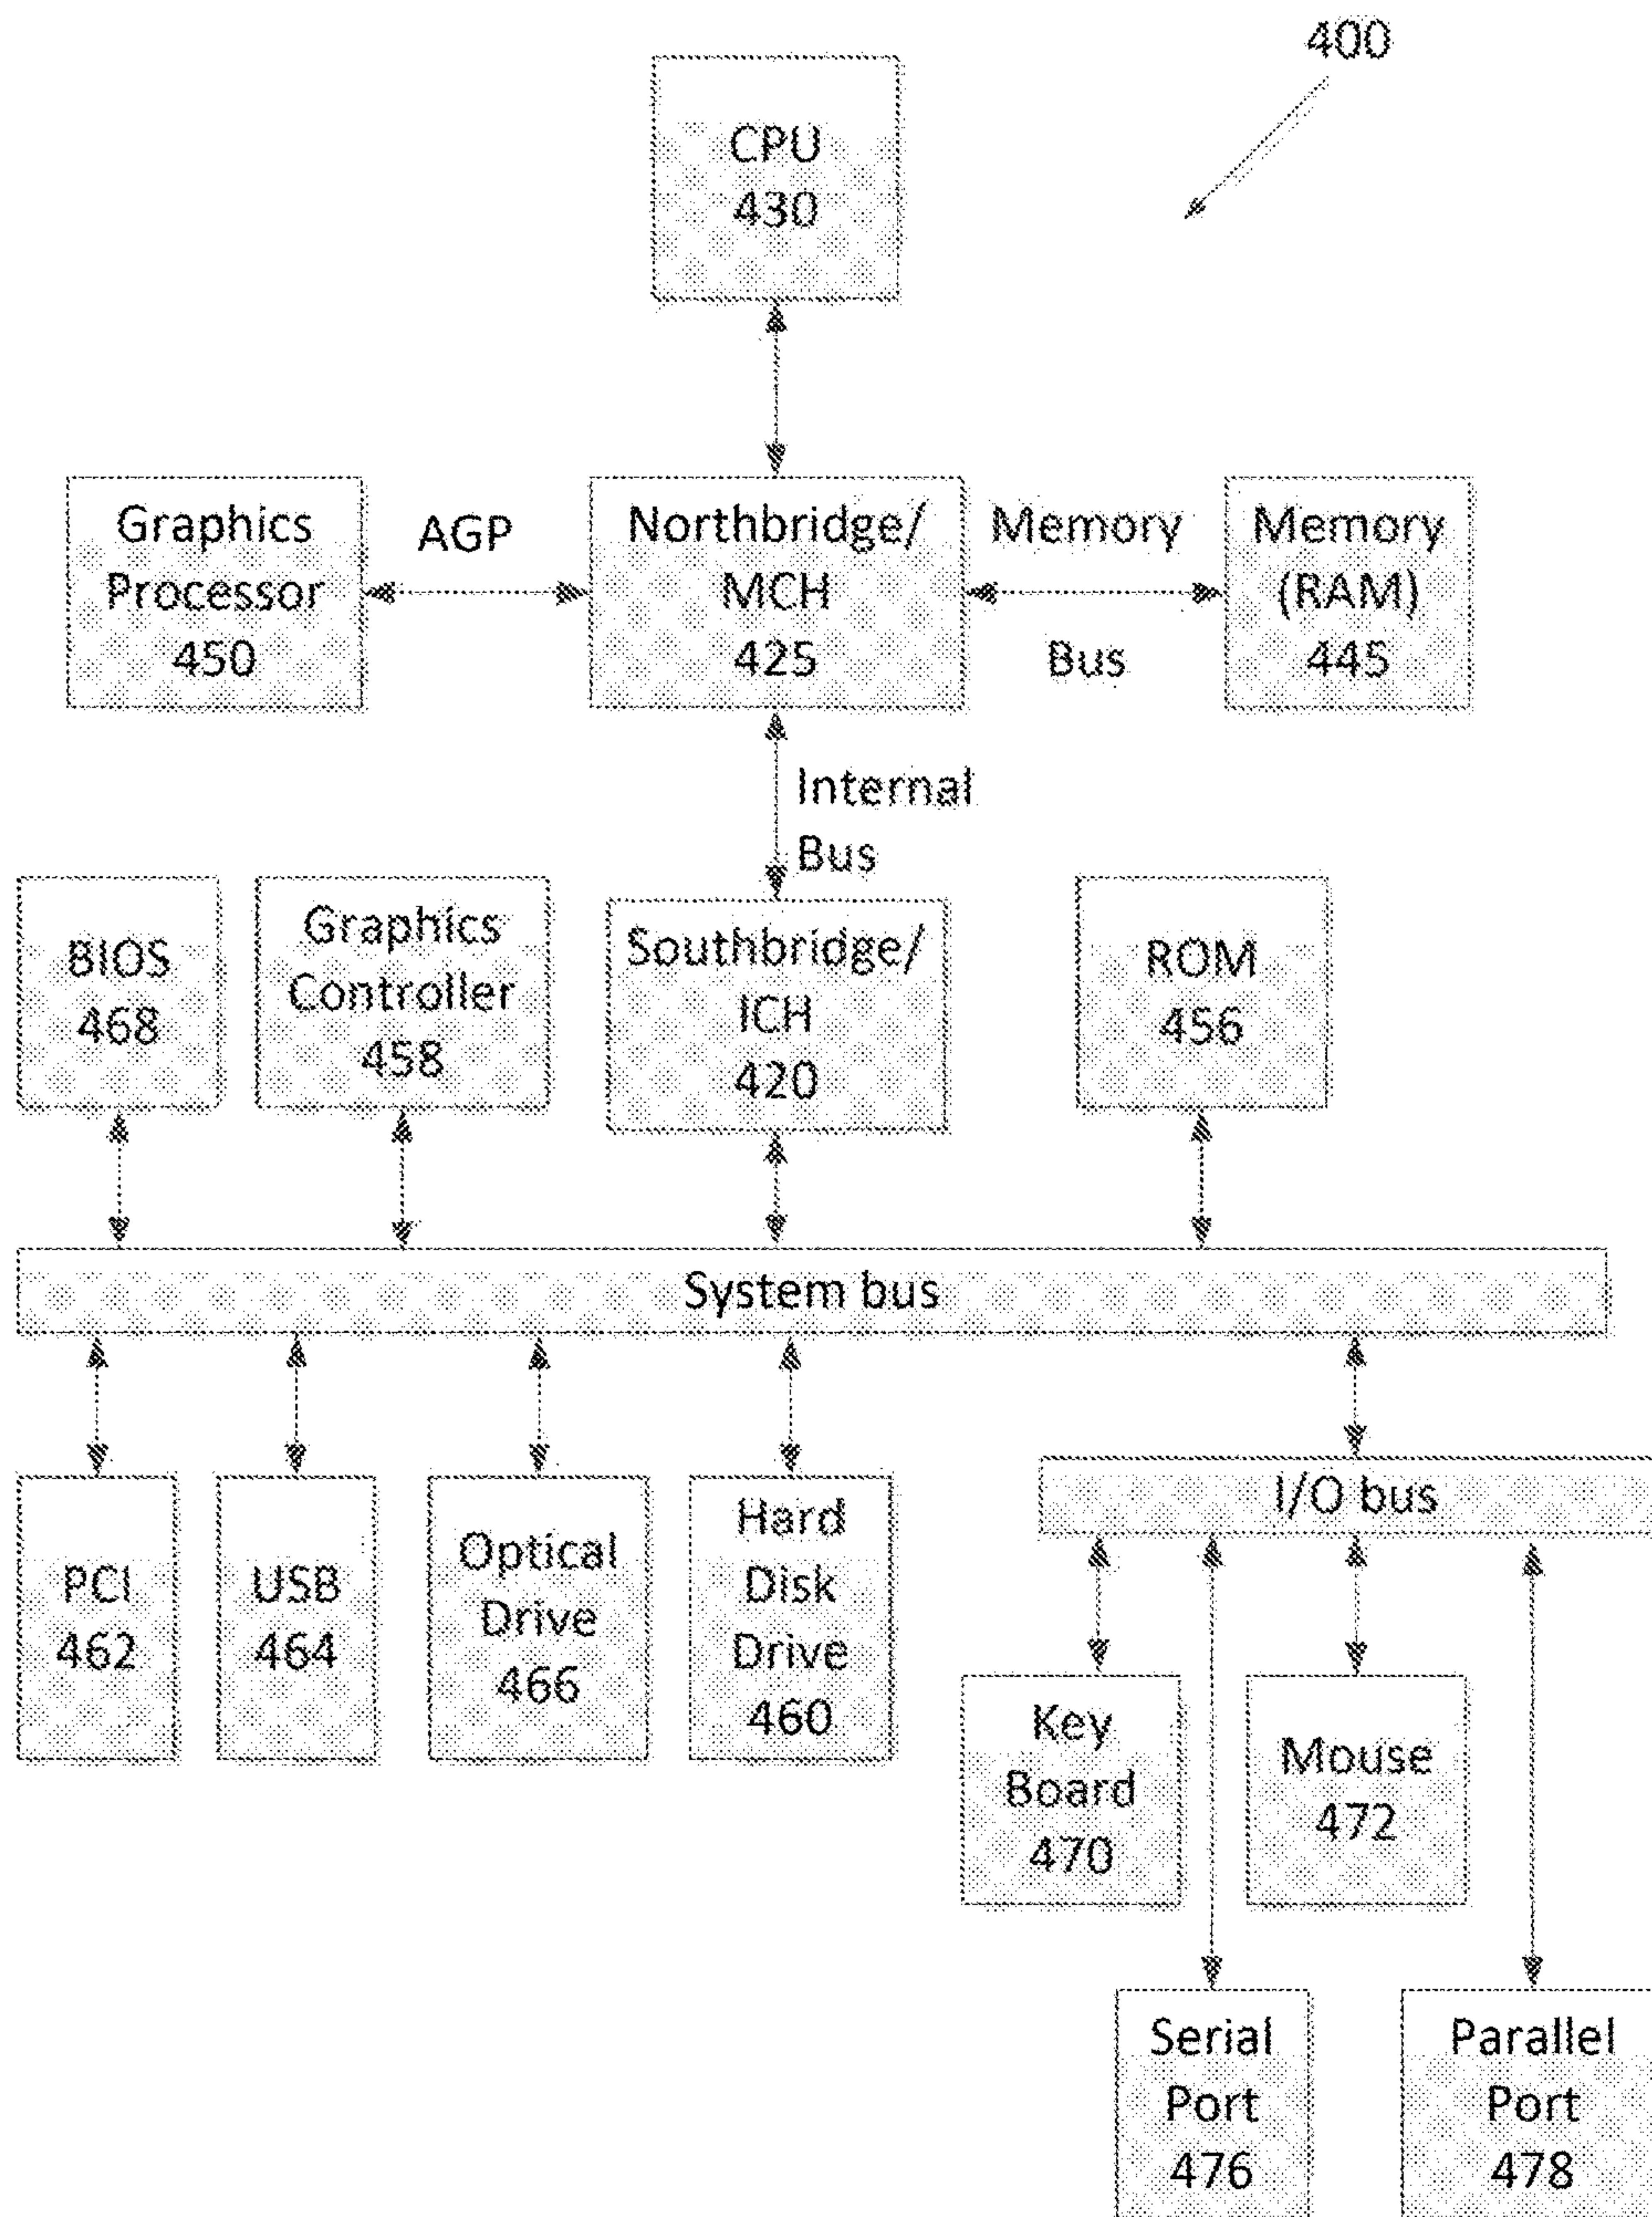 400
CPU
430
Graphics
Processor
450
AGP
Northbridge/
MCH
425
Memory
Bus
Memory
(RAM)
445
Internal
Bus
BIOS
468
Graphics
Controller
458
Southbridge/
ICH
420
ROM
456
System bus
PCI
462
USB
464
Optical
Drive
466
Hard
Disk
Drive
460
I/O bus
Key
Board
470
Mouse
472
Serial
Port
476
Parallel
Port
478